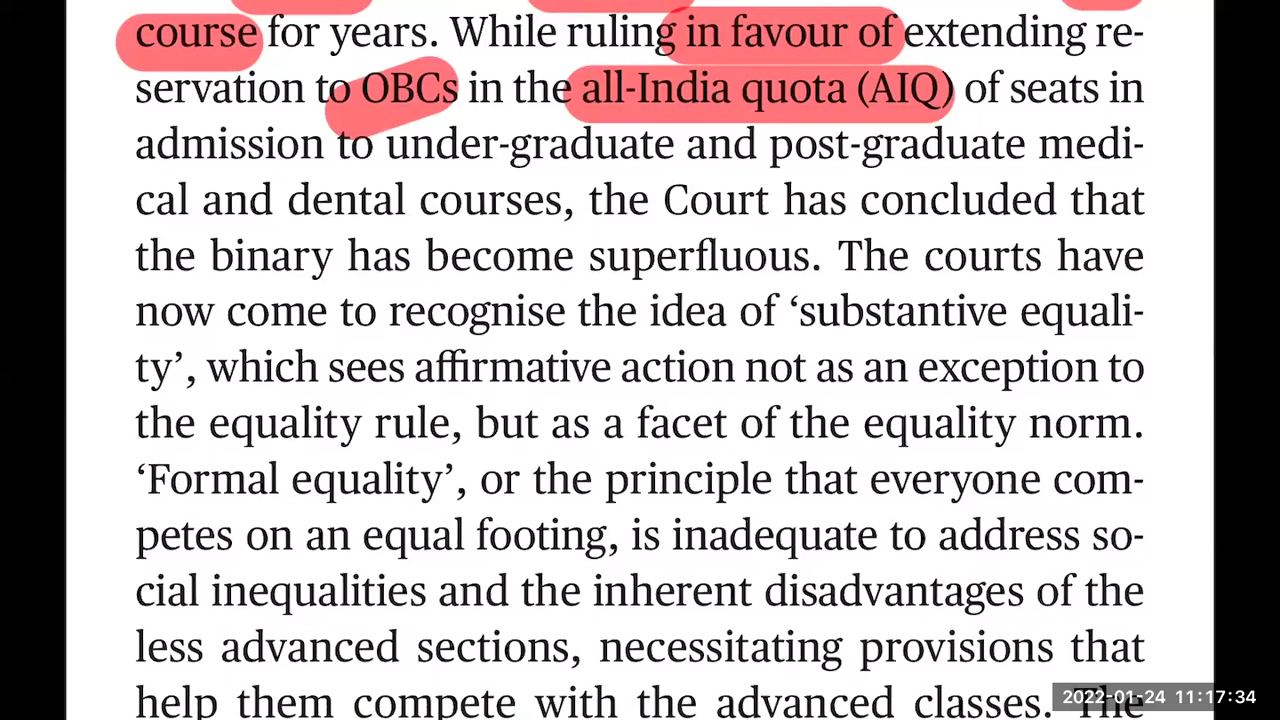 course for years. While ruling in favour of extending re-
servation to OBCs in the all-India quota (AIQ) of seats in
admission to under-graduate and post-graduate medi-
cal and dental courses, the Court has concluded that
the binary has become superfluous. The courts have
now come to recognise the idea of ‘substantive equali-
ty’, which sees affirmative action not as an exception to
the equality rule, but as a facet of the equality norm.
‘Formal equality’, or the principle that everyone com-
petes on an equal footing, is inadequate to address so-
cial inequalities and the inherent disadvantages of the
less advanced sections, necessitating provisions that
help them compete with the advanced classes. The
2022-01-24 11:17:34